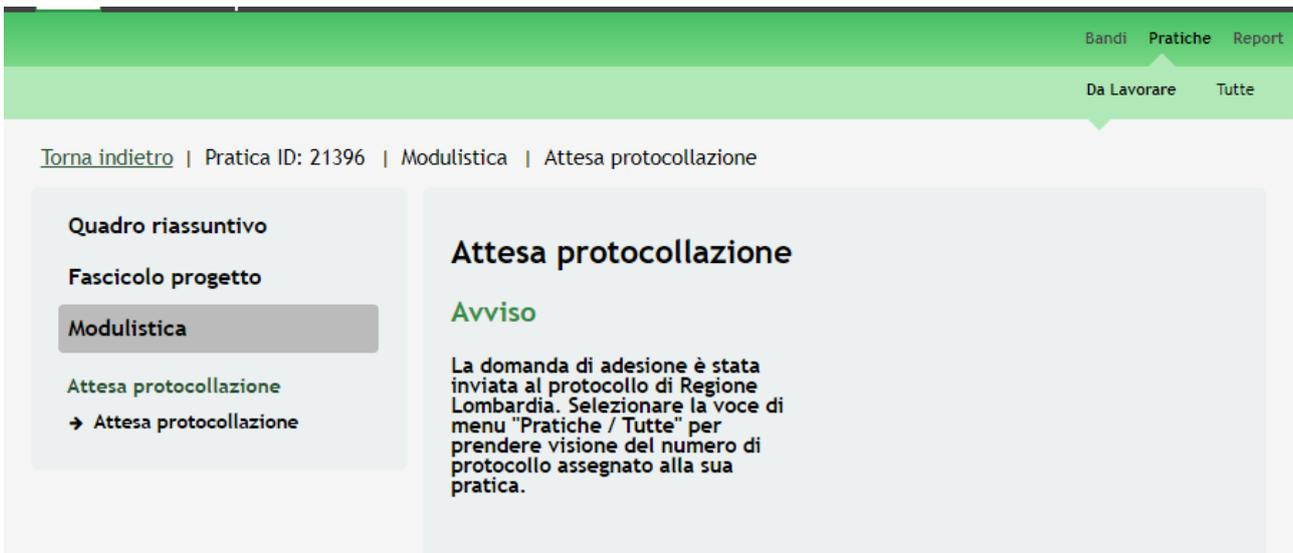 Bandi Pratiche Report
Da Lavorare Tutte
Torna indietro | Pratica ID: 21396 | Modulistica | Attesa protocollazione
Quadro riassuntivo
Fascicolo progetto
Modulistica
Attesa protocollazione
→ Attesa protocollazione
Attesa protocollazione
Avviso
La domanda di adesione è stata
inviata al protocollo di Regione
Lombardia. Selezionare la voce di
menu "Pratiche / Tutte" per
prendere visione del numero di
protocollo assegnato alla sua
pratica.